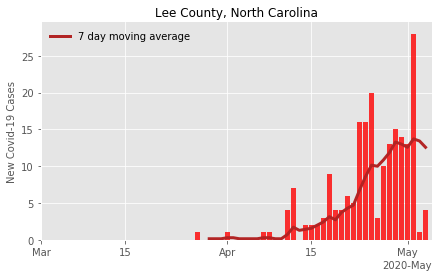 Lee County, North Carolina
7 day moving average
New Covid-19 Cases
25
20
15
10
5
0
Mar
15
Apr
15
May
2020-May